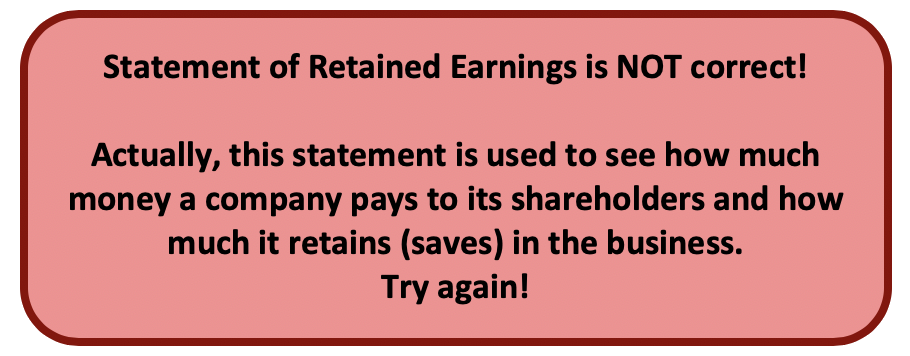 Statement of Retained Earnings is NOT correct!
Actually, this statement is used to see how much
money a company pays to its shareholders and how
much it retains (saves) in the business.
Try again!